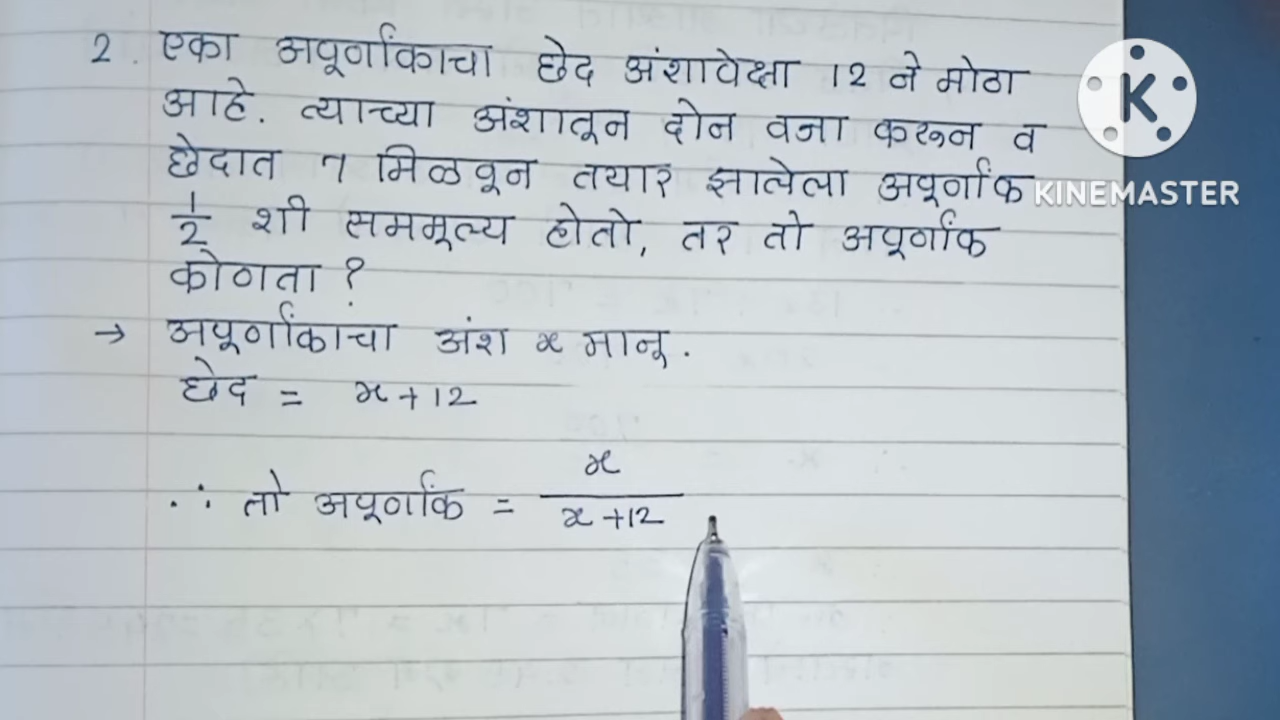 2. एका अपूर्णांकाचा छेद अंशापेक्षा 12 ने मोठा
आहे. त्याच्या अंशातून दोन वजा करून व
छेदात 7 मिळवून तयार झालेला अपूर्णांक
1/2 शी सममूल्य होतो, तर तो अपूर्णांक
कोणता ?
→ अपूर्णांकाचा अंश x मानू.
छेद = x+12
∴ तो अपूर्णांक = x/(x+12)
K
KINEMASTER